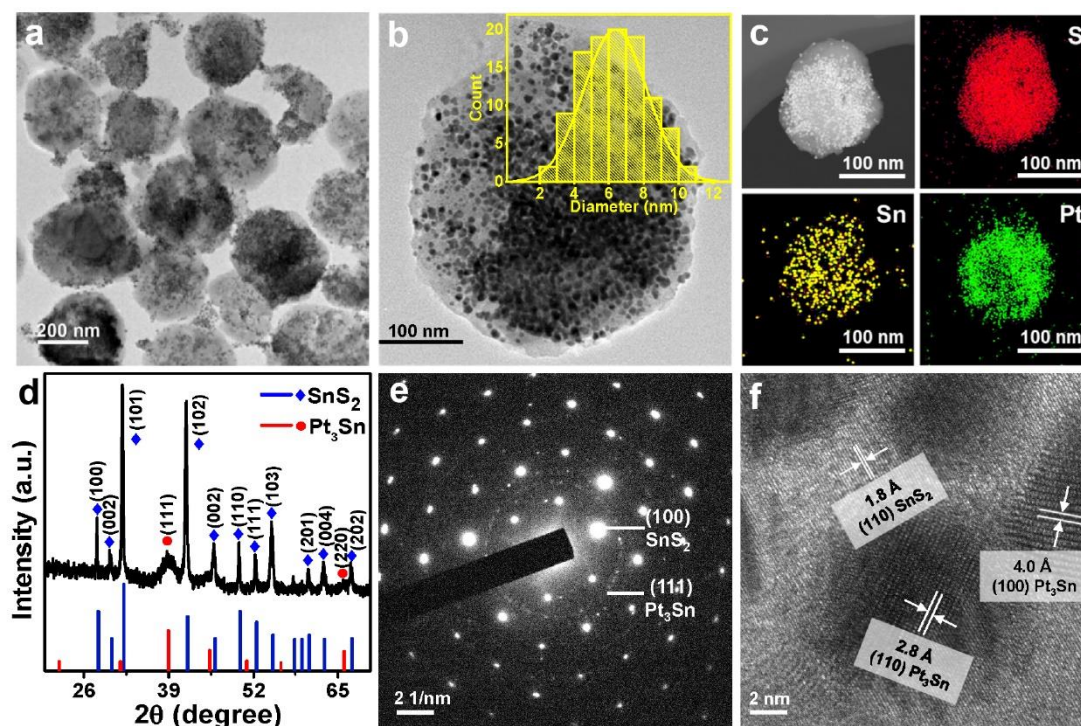 a
200 nm
b
Count
20
15
10
5
0
2 4 6 8 10 12
Diameter (nm)
100 nm
c
100 nm
S
100 nm
Sn
100 nm
Pt
100 nm
d
Intensity (a.u.)
SnS2
Pt3Sn
(100)
(002)
(101)
(111)
(102)
(002)
(110)
(111)
(103)
(201)
(004)
(220)
(202)
26 39 52 65
2θ (degree)
e
(100)
SnS2
(111)
Pt3Sn
2 1/nm
f
1.8 Å
(110) SnS2
4.0 Å
(100) Pt3Sn
2.8 Å
(110) Pt3Sn
2 nm